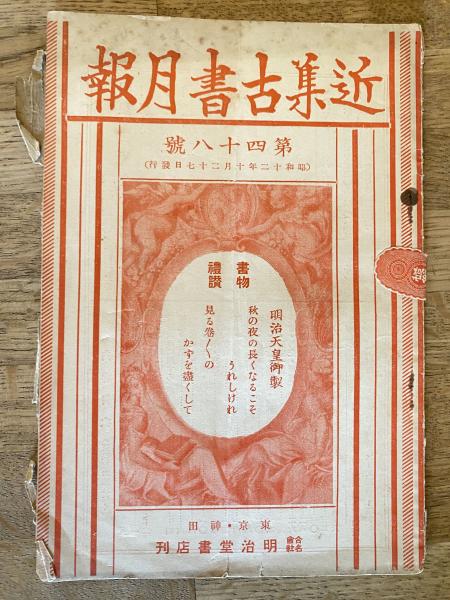 近集古書月報
第四十八號
(昭和十二年十月二十七日發行)
書物
禮讃
明治天皇御製
秋の夜の長くなるこそ
うれしけれ
見る巻〱の
かずを盡くして
東京・神田
合名會社 明治堂書店刊